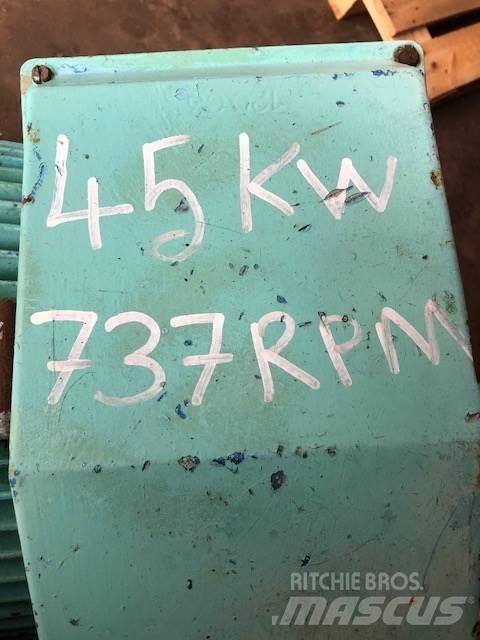 45 KW
737 RPM
RITCHIE BROS.
MASCUS